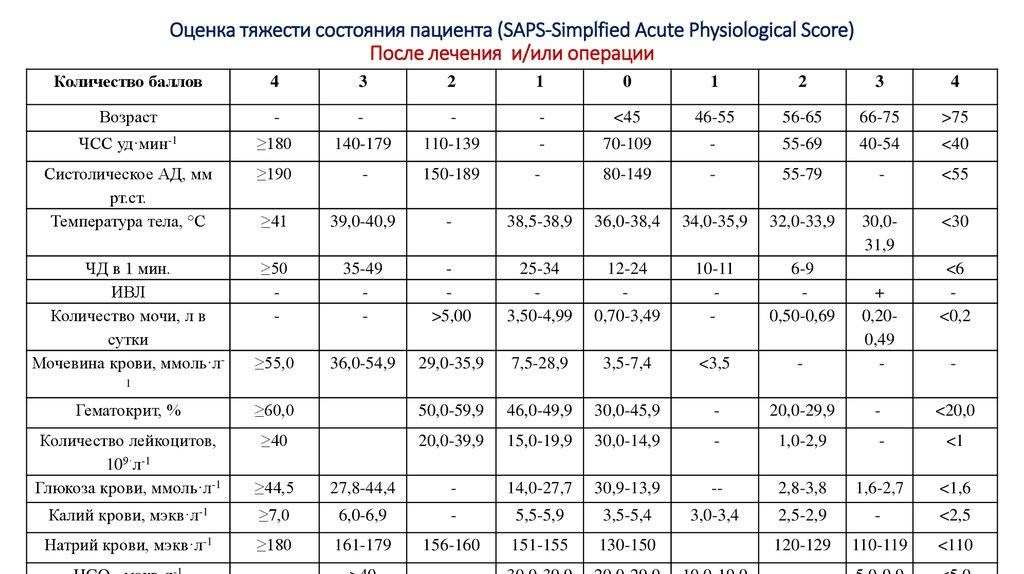 Оценка тяжести состояния пациента (SAPS-Simplfied Acute Physiological Score)
После лечения и/или операции
Количество баллов 4 3 2 1 0 1 2 3 4
Возраст - - - - <45 46-55 56-65 66-75 >75
ЧСС уд·мин-1 ≥180 140-179 110-139 - 70-109 - 55-69 40-54 <40
Систолическое АД, мм ≥190 - 150-189 - 80-149 - 55-79 - <55
рт.ст.
Температура тела, °С ≥41 39,0-40,9 - 38,5-38,9 36,0-38,4 34,0-35,9 32,0-33,9 30,0- <30
31,9
ЧД в 1 мин. ≥50 35-49 - 25-34 12-24 10-11 6-9 <6
ИВЛ - - - - - - - + -
Количество мочи, л в - - >5,00 3,50-4,99 0,70-3,49 - 0,50-0,69 0,20- <0,2
сутки 0,49
Мочевина крови, ммоль·л- ≥55,0 36,0-54,9 29,0-35,9 7,5-28,9 3,5-7,4 <3,5 - - -
1
Гематокрит, % ≥60,0 50,0-59,9 46,0-49,9 30,0-45,9 - 20,0-29,9 - <20,0
Количество лейкоцитов, ≥40 20,0-39,9 15,0-19,9 30,0-14,9 - 1,0-2,9 - <1
109·л-1
Глюкоза крови, ммоль·л-1 ≥44,5 27,8-44,4 - 14,0-27,7 30,9-13,9 -- 2,8-3,8 1,6-2,7 <1,6
Калий крови, мэкв·л-1 ≥7,0 6,0-6,9 - 5,5-5,9 3,5-5,4 3,0-3,4 2,5-2,9 - <2,5
Натрий крови, мэкв·л-1 ≥180 161-179 156-160 151-155 130-150 120-129 110-119 <110